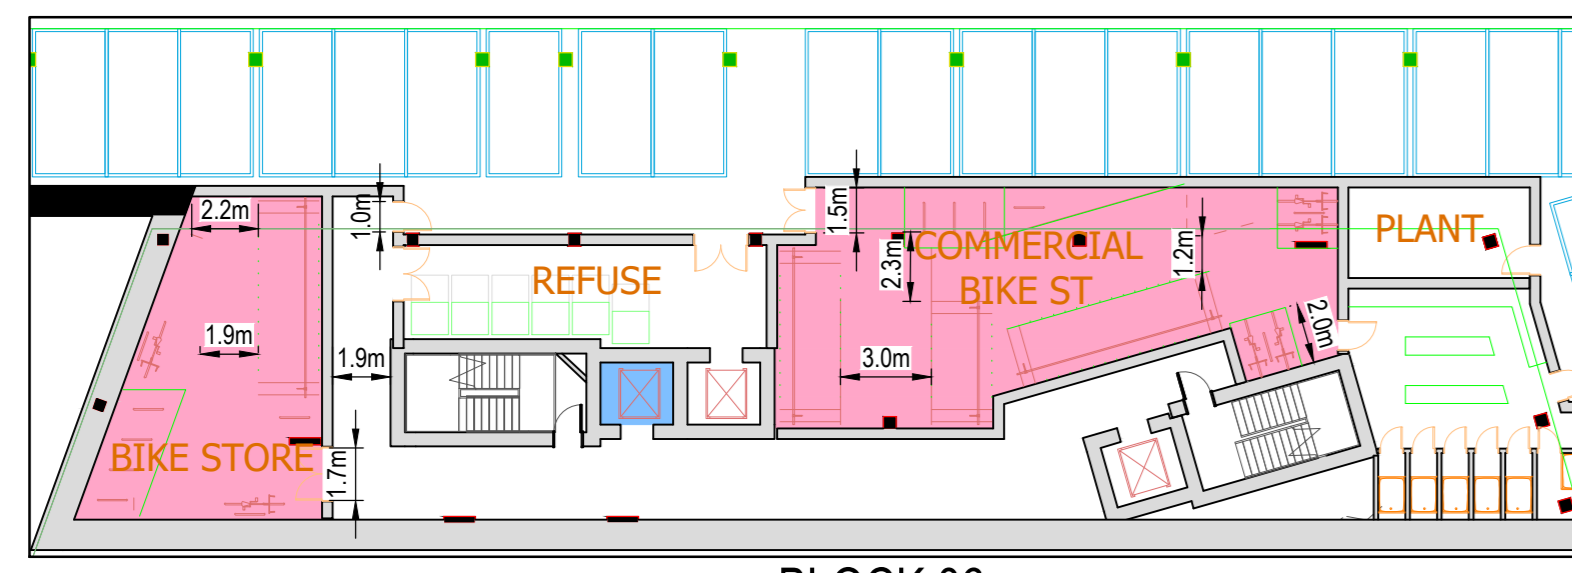 2.2m
1.0m
1.5m
COMMERCIAL
BIKE ST
2.3m
1.2m
PLANT
REFUSE
1.9m
1.9m
3.0m
2.0m
BIKE STORE
1.7m